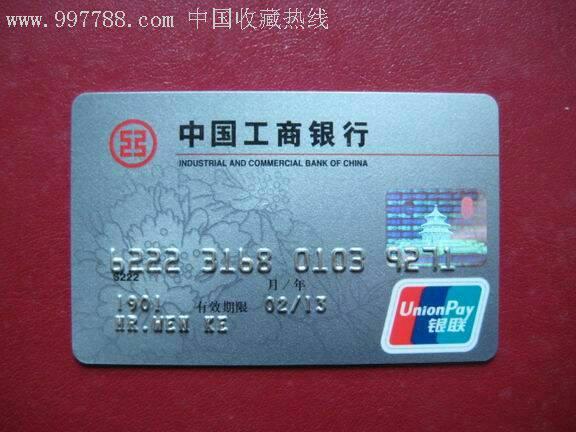 www.997788.com 中国收藏热线
中国工商银行
INDUSTRIAL AND COMMERCIAL BANK OF CHINA
6222 3168 0103 9271
月/年
1901 有效期限 02/13
MR.WEN KE
UnionPay
银联